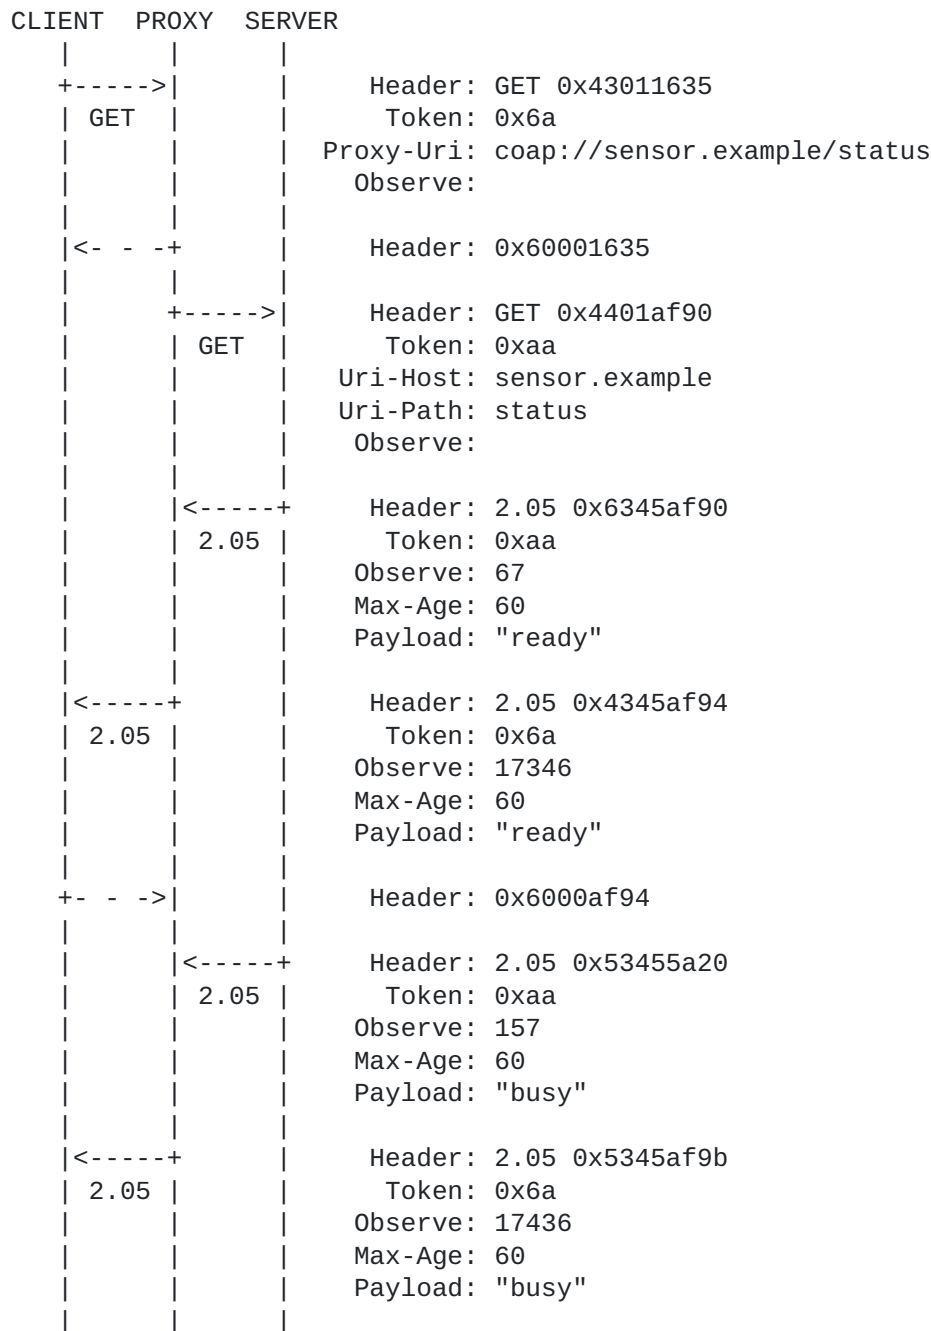 CLIENT  PROXY  SERVER
   |      |      |
   +----->|      |     Header: GET 0x43011635
   | GET  |      |      Token: 0x6a
   |      |      |  Proxy-Uri: coap://sensor.example/status
   |      |      |    Observe:
   |      |      |
   |<- - -+      |     Header: 0x60001635
   |      |      |
   |      +----->|     Header: GET 0x4401af90
   |      | GET  |      Token: 0xaa
   |      |      |   Uri-Host: sensor.example
   |      |      |   Uri-Path: status
   |      |      |    Observe:
   |      |      |
   |      |<-----+     Header: 2.05 0x6345af90
   |      | 2.05 |      Token: 0xaa
   |      |      |    Observe: 67
   |      |      |    Max-Age: 60
   |      |      |    Payload: "ready"
   |      |      |
   |<-----+      |     Header: 2.05 0x4345af94
   | 2.05 |      |      Token: 0x6a
   |      |      |    Observe: 17346
   |      |      |    Max-Age: 60
   |      |      |    Payload: "ready"
   |      |      |
   +- - ->|      |     Header: 0x6000af94
   |      |      |
   |      |<-----+     Header: 2.05 0x53455a20
   |      | 2.05 |      Token: 0xaa
   |      |      |    Observe: 157
   |      |      |    Max-Age: 60
   |      |      |    Payload: "busy"
   |      |      |
   |<-----+      |     Header: 2.05 0x5345af9b
   | 2.05 |      |      Token: 0x6a
   |      |      |    Observe: 17436
   |      |      |    Max-Age: 60
   |      |      |    Payload: "busy"
   |      |      |